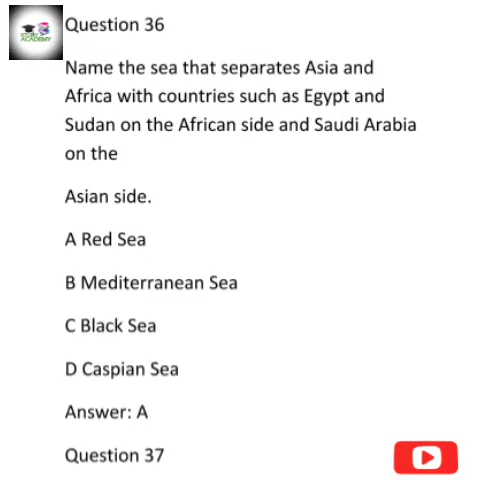 STUDY
ACADEMY
Question 36
Name the sea that separates Asia and
Africa with countries such as Egypt and
Sudan on the African side and Saudi Arabia
on the
Asian side.
A Red Sea
B Mediterranean Sea
C Black Sea
D Caspian Sea
Answer: A
Question 37